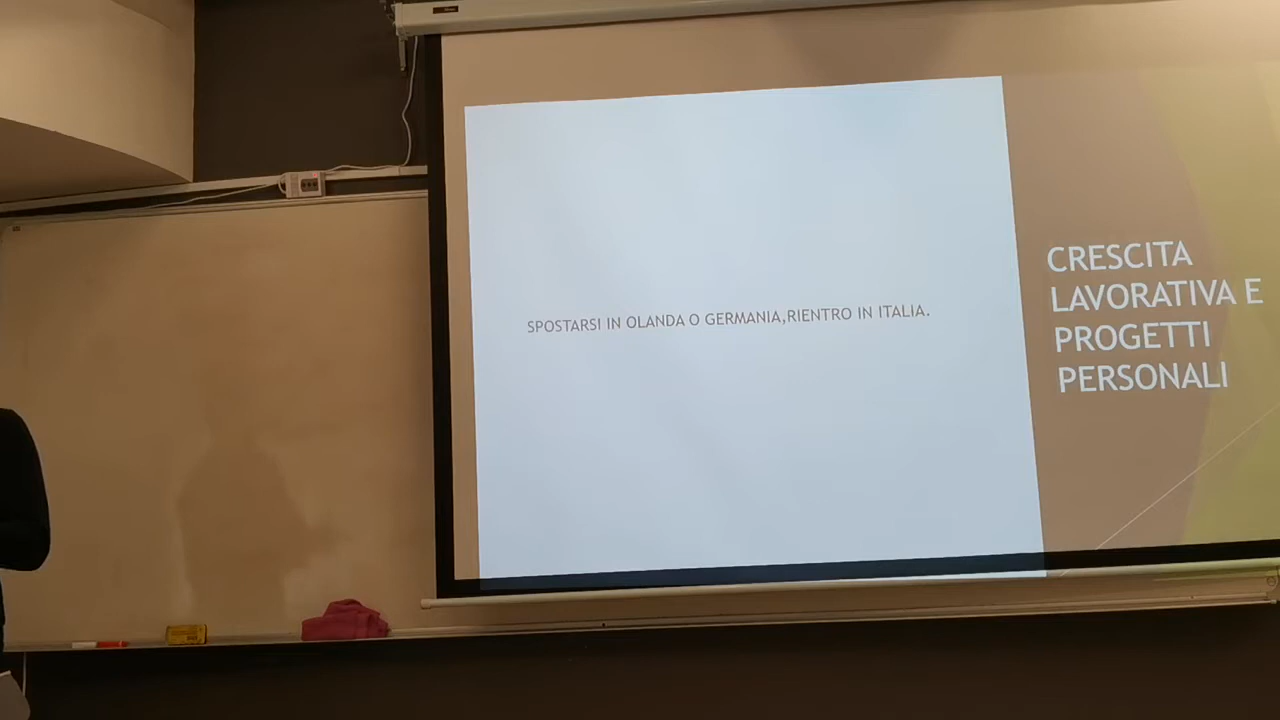 SPOSTARSI IN OLANDA O GERMANIA,RIENTRO IN ITALIA.
CRESCITA
LAVORATIVA E
PROGETTI
PERSONALI